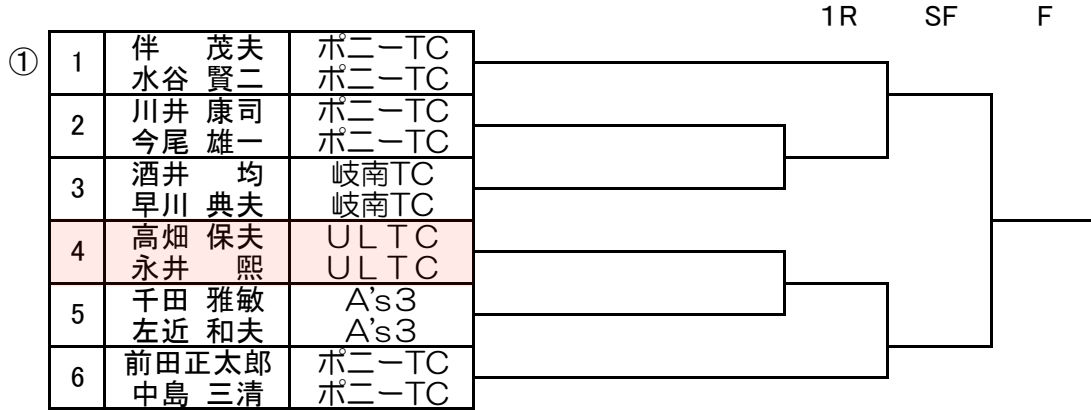 1R SF F
① 1 伴 茂夫 ポニーTC
水谷 賢二 ポニーTC
2 川井 康司 ポニーTC
今尾 雄一 ポニーTC
3 酒井 均 岐南TC
早川 典夫 岐南TC
4 高畑 保夫 ULTC
永井 熙 ULTC
5 千田 雅敏 A's3
左近 和夫 A's3
6 前田正太郎 ポニーTC
中島 三清 ポニーTC